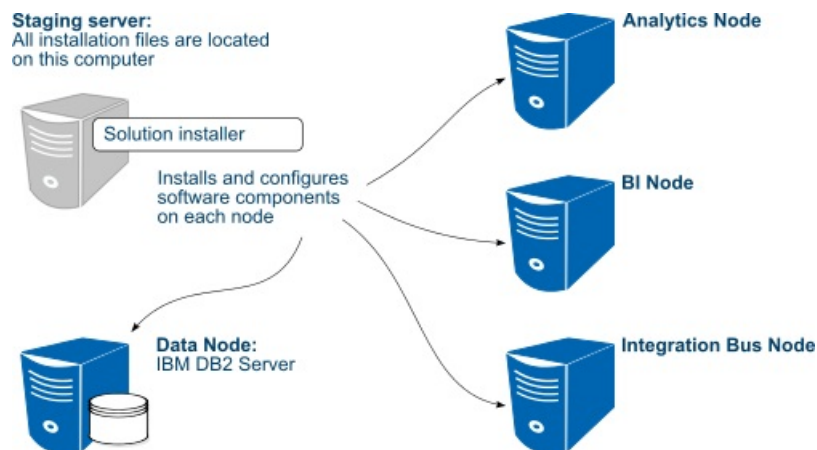 Staging server:
All installation files are located
on this computer
Solution installer
Installs and configures
software components
on each node
Data Node:
IBM DB2 Server
Analytics Node
BI Node
Integration Bus Node